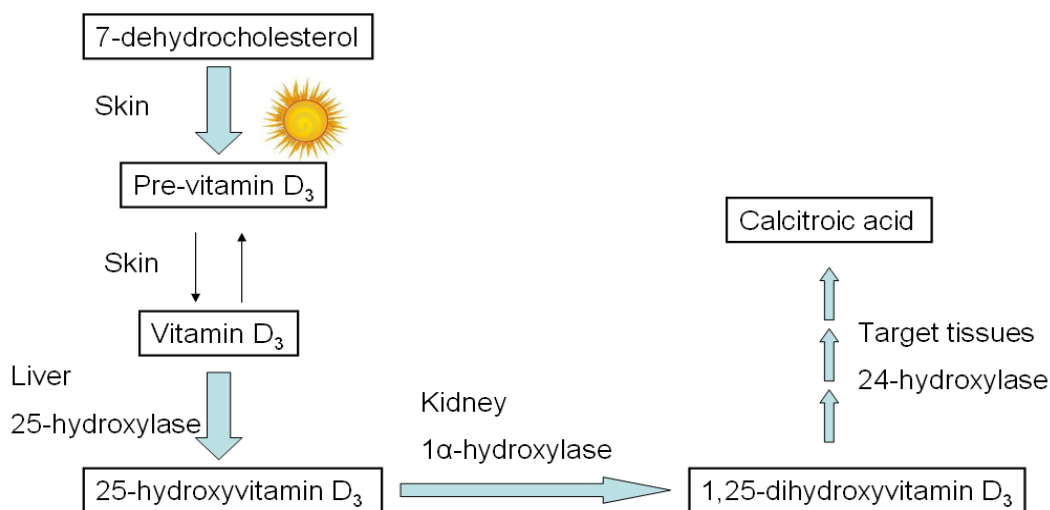 7-dehydrocholesterol
Skin
Pre-vitamin D₃
Skin
Vitamin D₃
Liver
25-hydroxylase
25-hydroxyvitamin D₃
Kidney
1α-hydroxylase
1,25-dihydroxyvitamin D₃
Target tissues
24-hydroxylase
Calcitroic acid